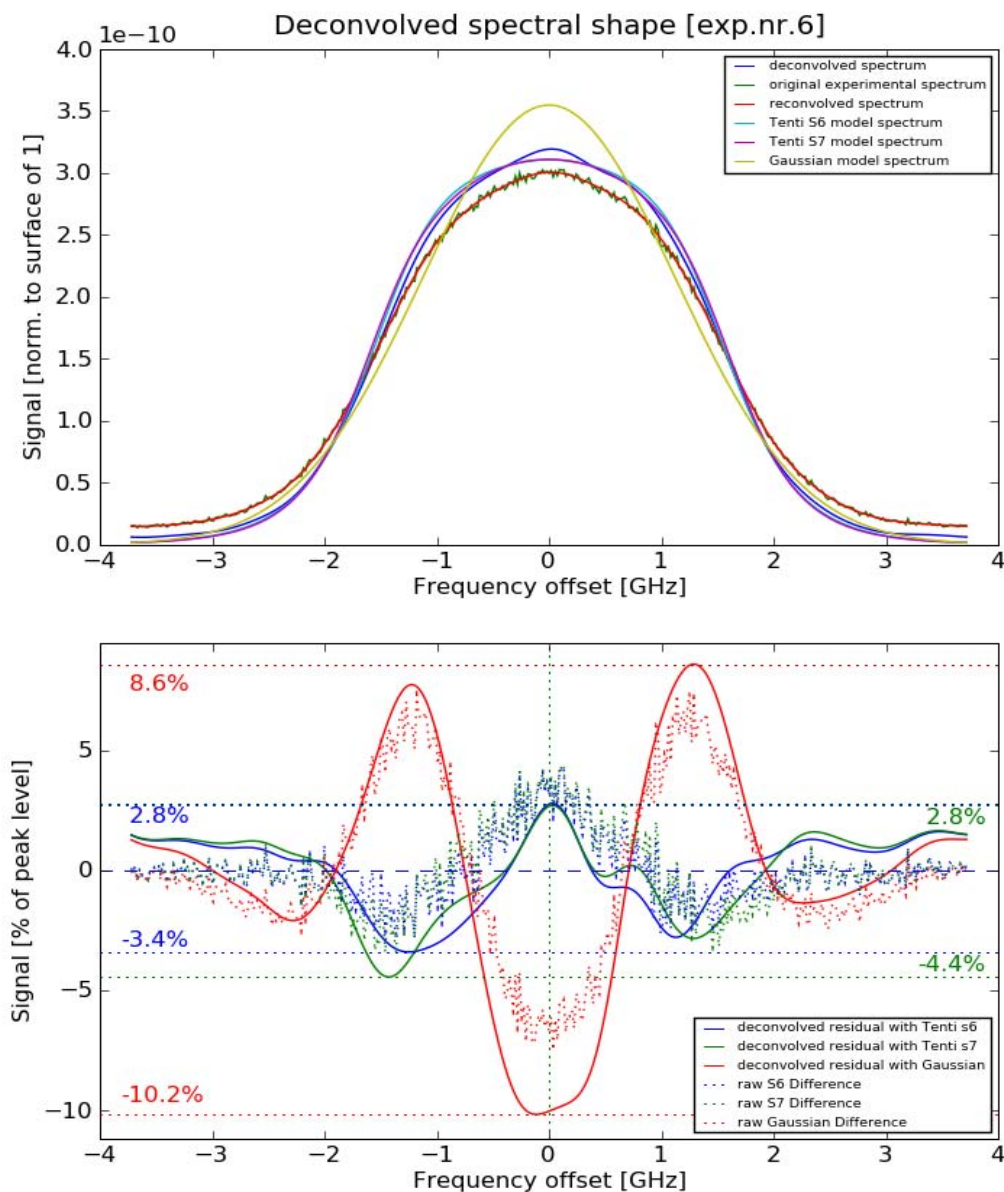 Deconvolved spectral shape [exp.nr.6]
1e−10
4.0
3.5
3.0
2.5
2.0
1.5
1.0
0.5
0.0
Signal [norm. to surface of 1]
deconvolved spectrum
original experimental spectrum
reconvolved spectrum
Tenti S6 model spectrum
Tenti S7 model spectrum
Gaussian model spectrum
−4 −3 −2 −1 0 1 2 3 4
Frequency offset [GHz]
Signal [% of peak level]
5
0
−5
−10
8.6%
2.8%
2.8%
-3.4%
-4.4%
-10.2%
deconvolved residual with Tenti s6
deconvolved residual with Tenti s7
deconvolved residual with Gaussian
raw S6 Difference
raw S7 Difference
raw Gaussian Difference
−4 −3 −2 −1 0 1 2 3 4
Frequency offset [GHz]